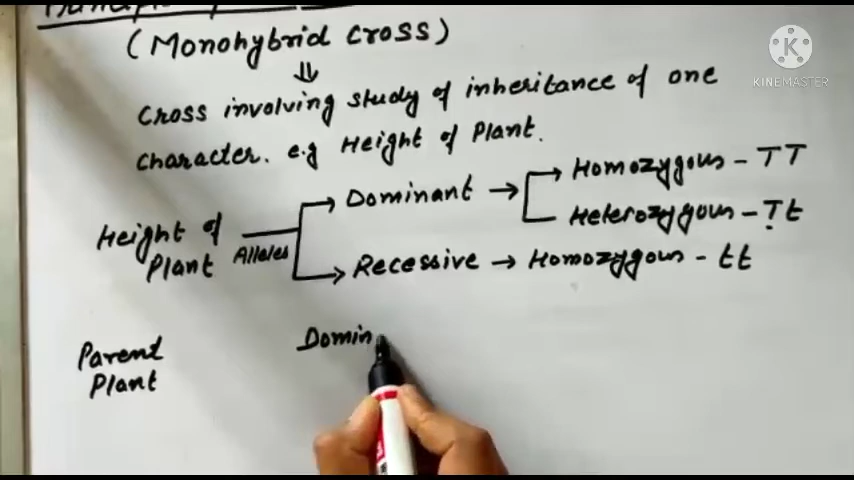 (Monohybrid cross)
⇓
Cross involving study of inheritance of one
character. e.g Height of Plant.
Height of Plant
Alleles
Dominant → Homozygous - TT
Heterozygous - Tt
Recessive → Homozygous - tt
Parent Plant
Domin
K
KINEMASTER